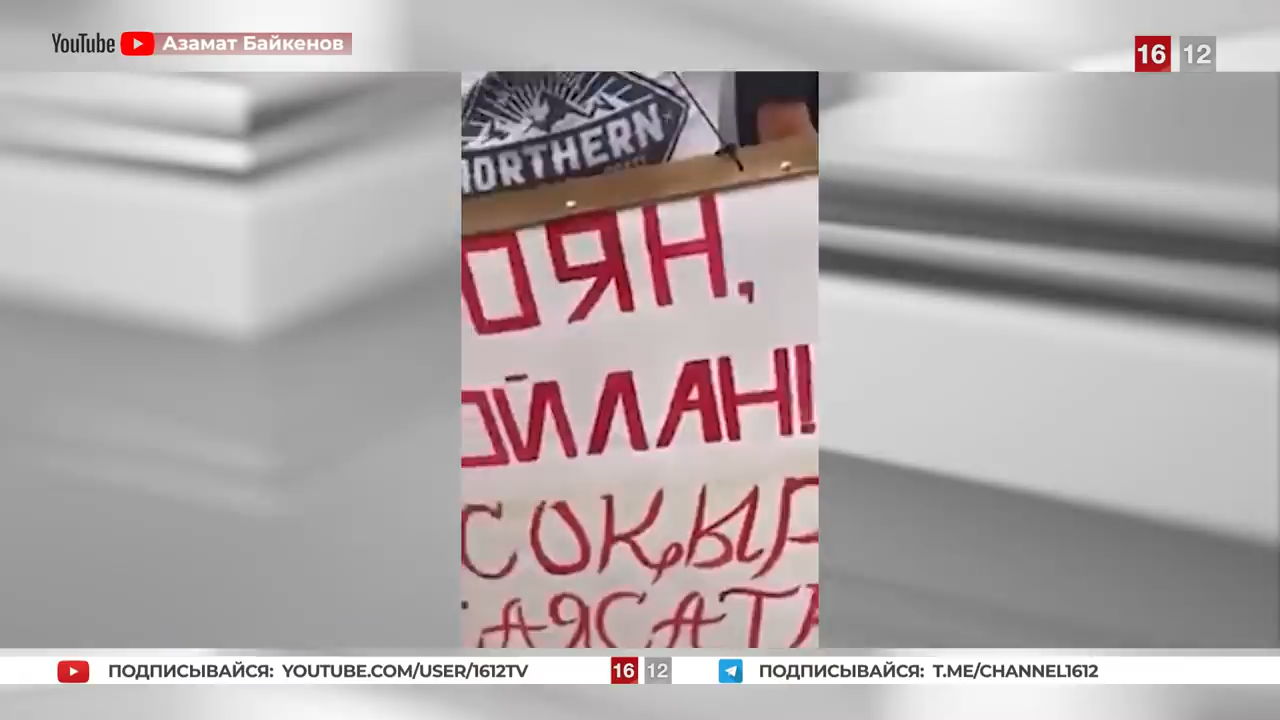 YouTube Азамат Байкенов
16 12
NORTHERN
ОЯН,
ОЙЛАН!
СОҚЫР
АЯСАТ
ПОДПИСЫВАЙСЯ: YOUTUBE.COM/USER/1612TV 16 12 ПОДПИСЫВАЙСЯ: T.ME/CHANNEL1612